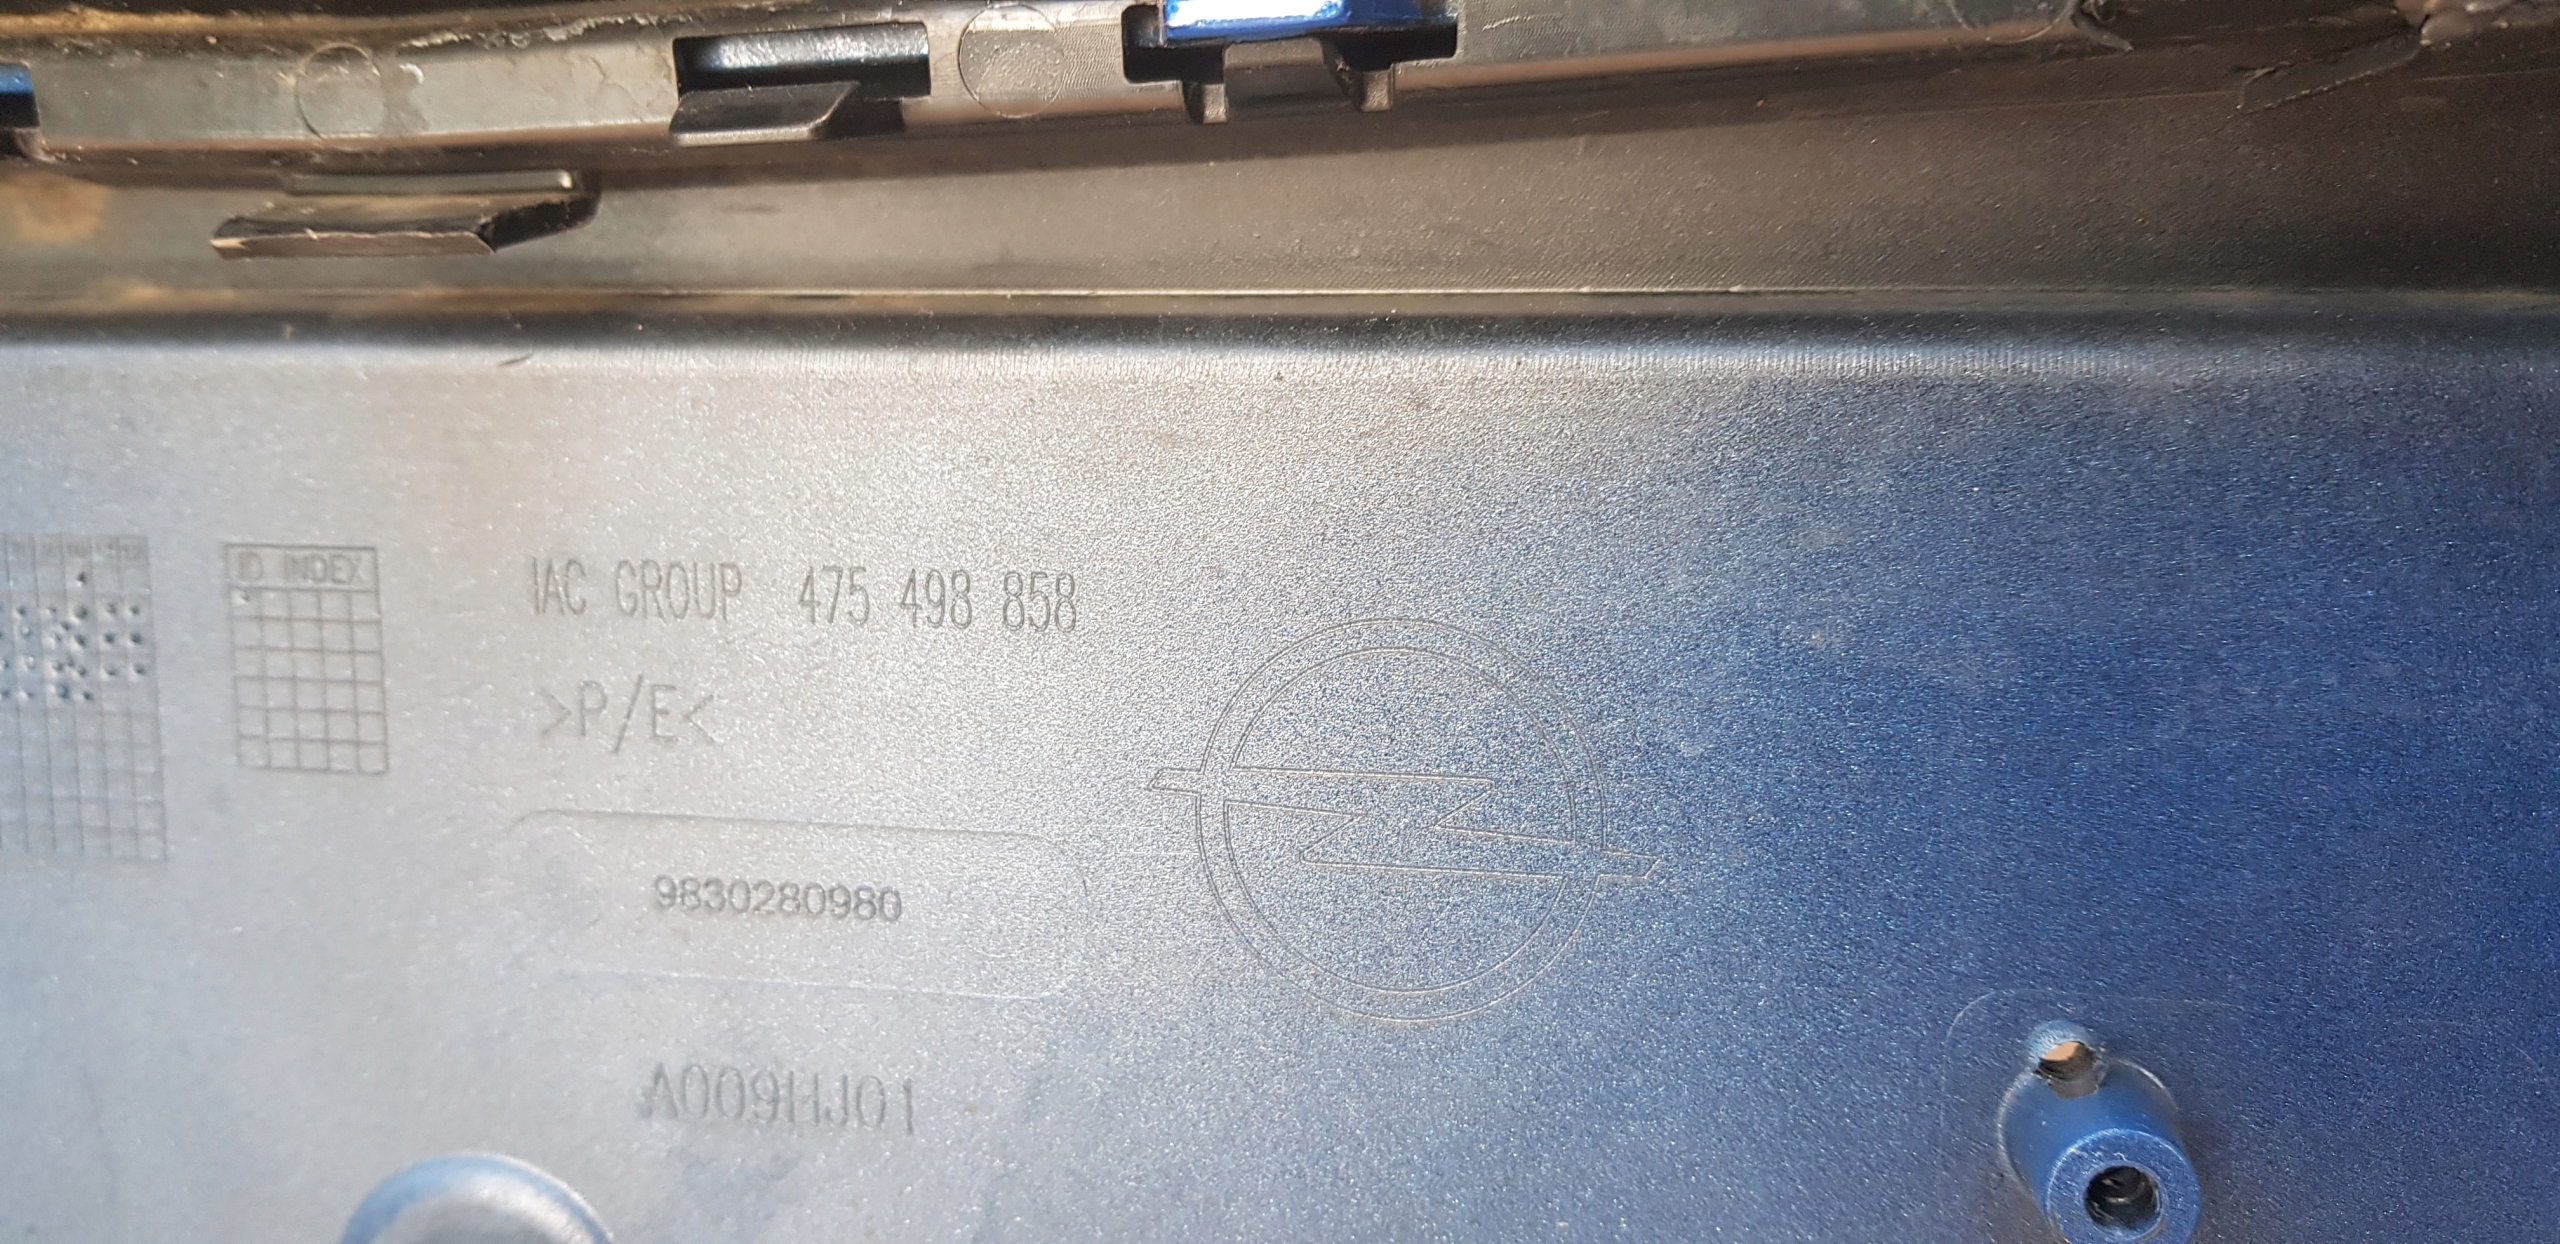 ID INDEX
IAC GROUP 475 498 858
>P/E<
9830280980
A009HJ01